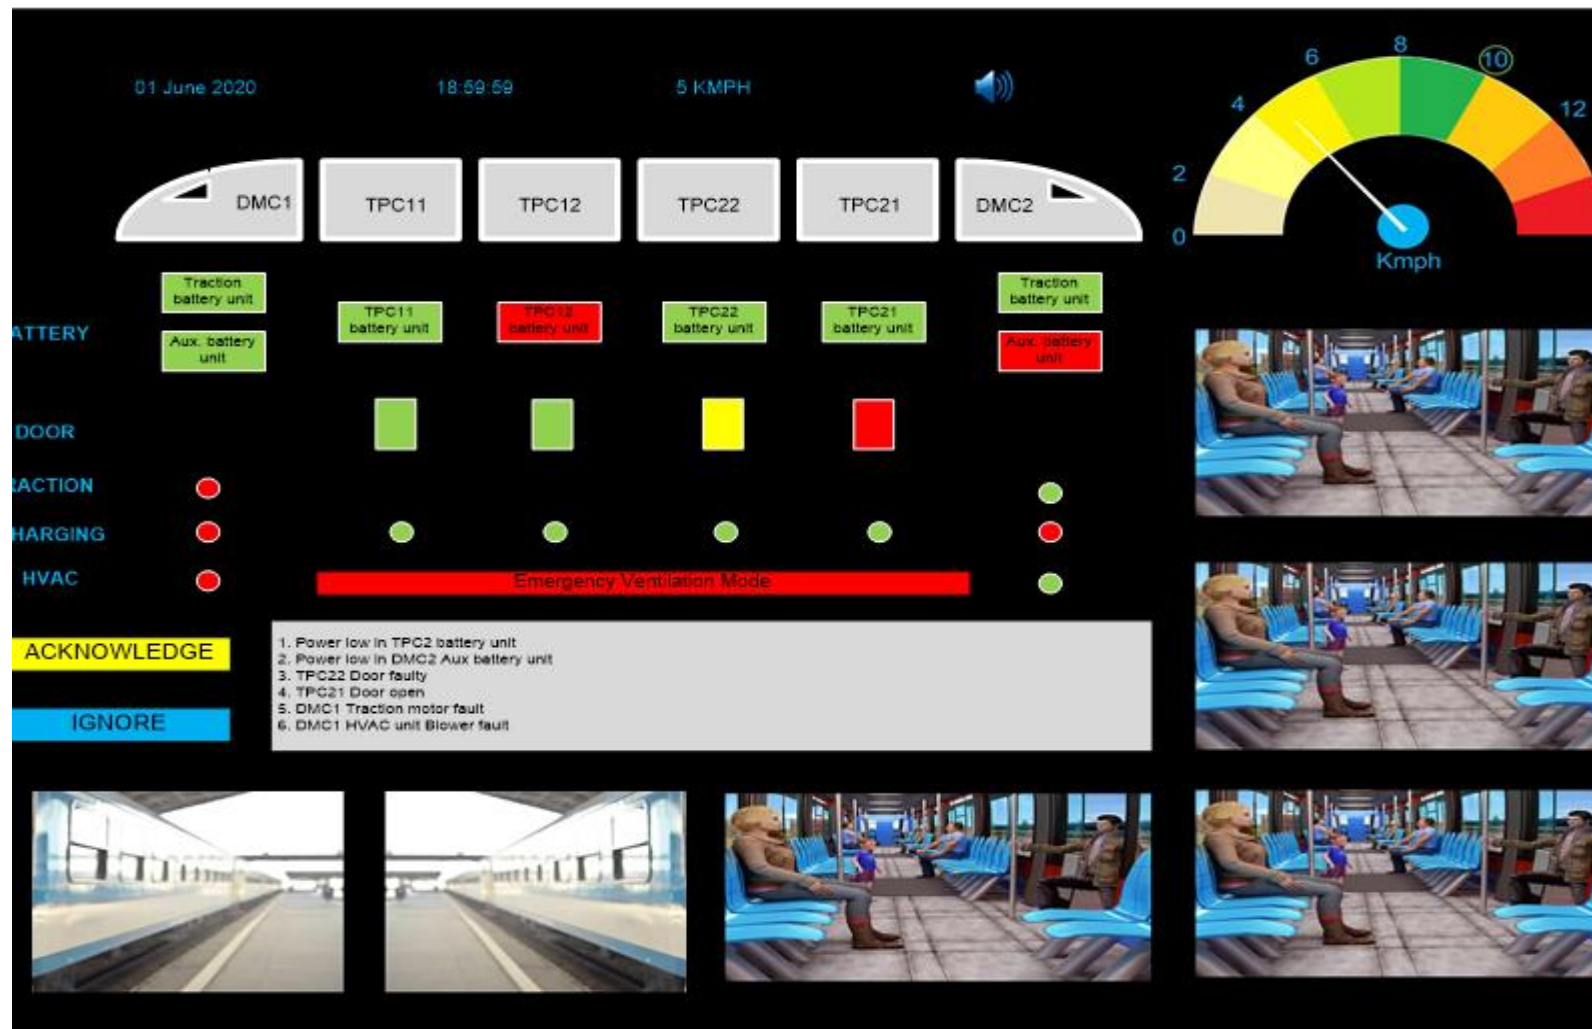 01 June 2020 18:59:59 5 KMPH
0 2 4 6 8 10 12
Kmph
DMC1 TPC11 TPC12 TPC22 TPC21 DMC2
Traction
battery unit
Aux. battery
unit
TPC11
battery unit
TPC12
battery unit
TPC22
battery unit
TPC21
battery unit
Traction
battery unit
Aux. battery
unit
ATTERY
DOOR
RACTION
HARGING
HVAC
Emergency Ventilation Mode
ACKNOWLEDGE
IGNORE
1. Power low in TPC2 battery unit
2. Power low in DMC2 Aux battery unit
3. TPC22 Door faulty
4. TPC21 Door open
5. DMC1 Traction motor fault
6. DMC1 HVAC unit Blower fault